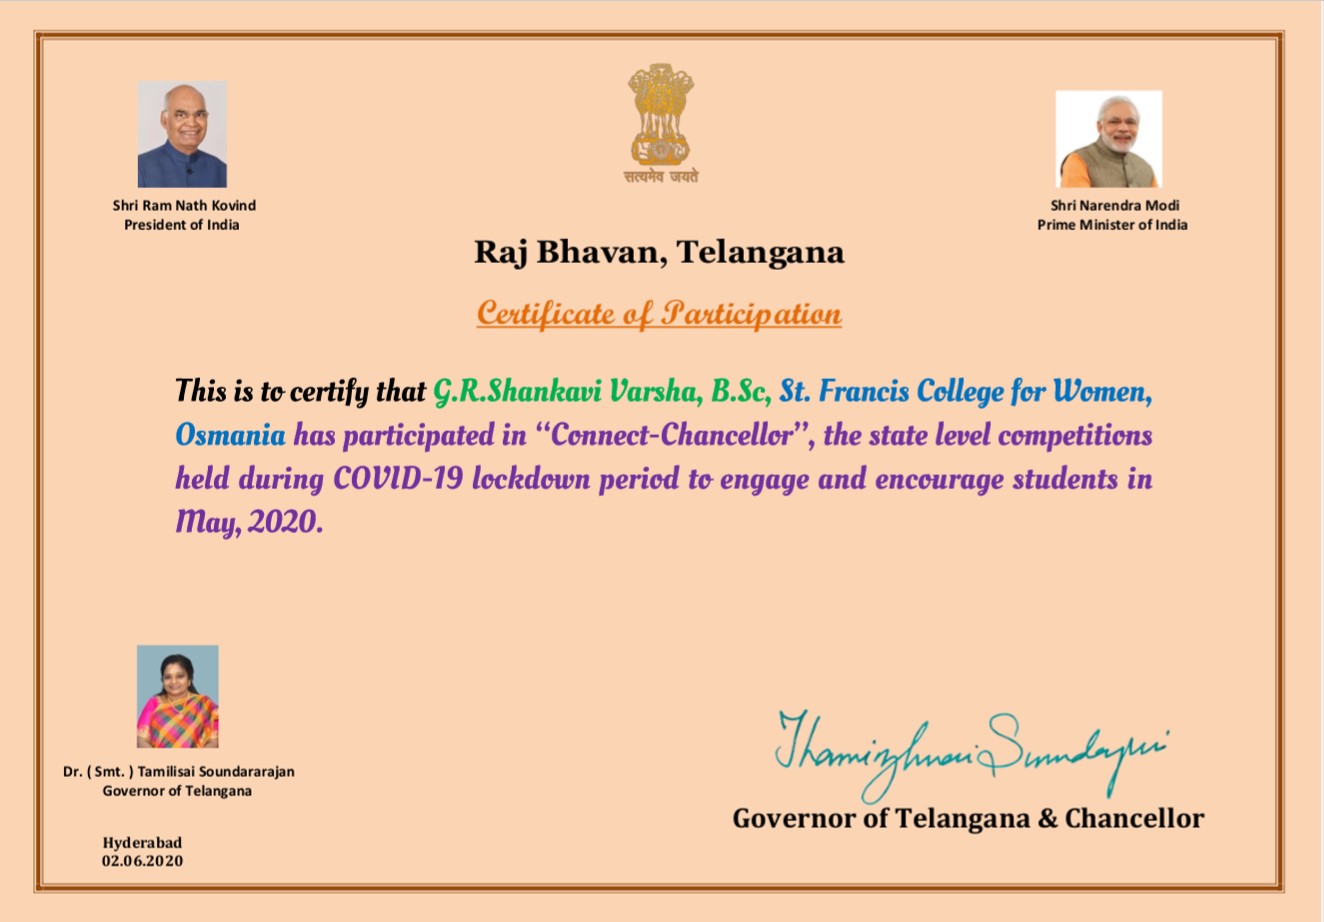 सत्यमेव जयते
Shri Ram Nath Kovind
President of India
Shri Narendra Modi
Prime Minister of India
Raj Bhavan, Telangana
Certificate of Participation
This is to certify that G.R.Shankavi Varsha, B.Sc, St. Francis College for Women,
Osmania has participated in “Connect-Chancellor”, the state level competitions
held during COVID-19 lockdown period to engage and encourage students in
May, 2020.
Dr. ( Smt. ) Tamilisai Soundararajan
Governor of Telangana
Hyderabad
02.06.2020
Governor of Telangana & Chancellor